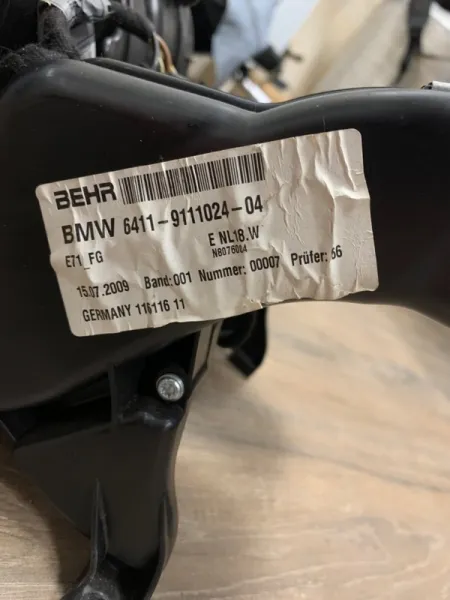 BEHR
BMW 6411-9111024-04
E71_FG E NL18.W
N8076084
15.07.2009 Band:001 Nummer: 00007 Prüfer: 56
GERMANY 116116 11